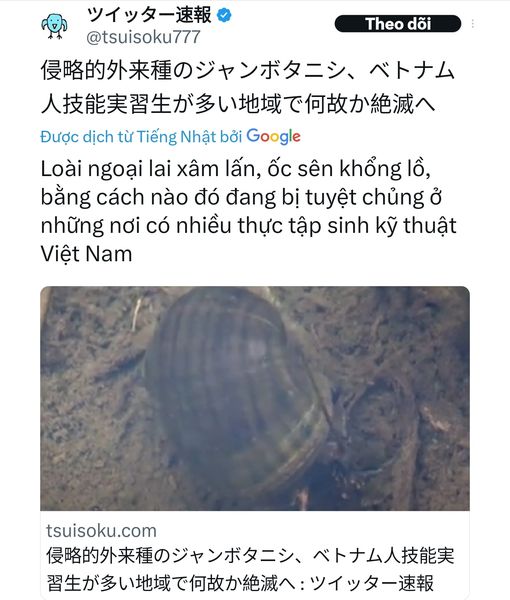 ツイッター速報
@tsuisoku777
Theo dõi
侵略的外来種のジャンボタニシ、ベトナム
人技能実習生が多い地域で何故か絶滅へ
Được dịch từ Tiếng Nhật bởi Google
Loài ngoại lai xâm lấn, ốc sên khổng lồ,
bằng cách nào đó đang bị tuyệt chủng ở
những nơi có nhiều thực tập sinh kỹ thuật
Việt Nam
tsuisoku.com
侵略的外来種のジャンボタニシ、ベトナム人技能実
習生が多い地域で何故か絶滅へ : ツイッター速報